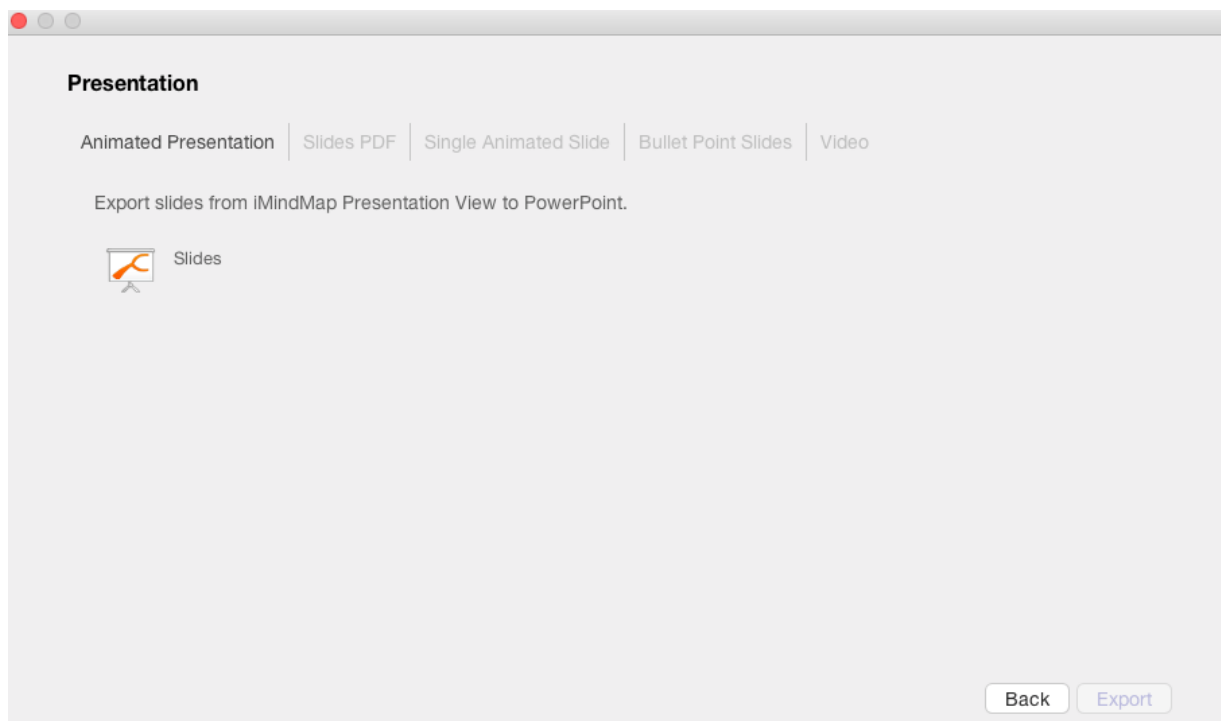 Presentation
Animated Presentation Slides PDF Single Animated Slide Bullet Point Slides Video
Export slides from iMindMap Presentation View to PowerPoint.
Slides
Back Export